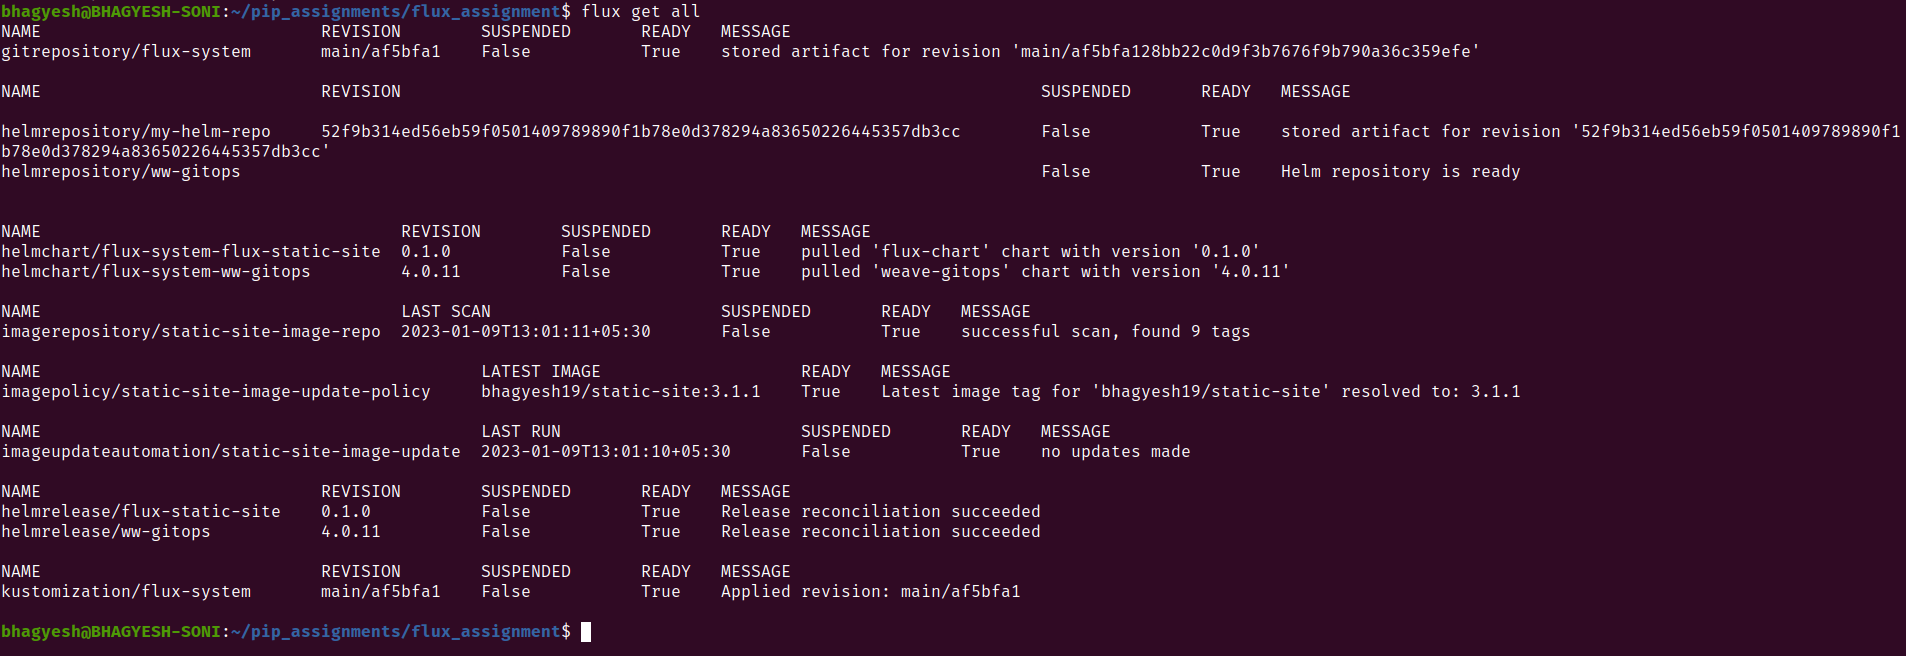 bhagyesh@BHAGYESH-SONI:~/pip_assignments/flux_assignment$ flux get all
NAME REVISION SUSPENDED READY MESSAGE
gitrepository/flux-system main/af5bfa1 False True stored artifact for revision 'main/af5bfa128bb22c0d9f3b7676f9b790a36c359efe'
NAME REVISION SUSPENDED READY MESSAGE
helmrepository/my-helm-repo 52f9b314ed56eb59f0501409789890f1b78e0d378294a83650226445357db3cc False True stored artifact for revision '52f9b314ed56eb59f0501409789890f1
b78e0d378294a83650226445357db3cc'
helmrepository/ww-gitops False True Helm repository is ready
NAME REVISION SUSPENDED READY MESSAGE
helmchart/flux-system-flux-static-site 0.1.0 False True pulled 'flux-chart' chart with version '0.1.0'
helmchart/flux-system-ww-gitops 4.0.11 False True pulled 'weave-gitops' chart with version '4.0.11'
NAME LAST SCAN SUSPENDED READY MESSAGE
imagerepository/static-site-image-repo 2023-01-09T13:01:11+05:30 False True successful scan, found 9 tags
NAME LATEST IMAGE READY MESSAGE
imagepolicy/static-site-image-update-policy bhagyesh19/static-site:3.1.1 True Latest image tag for 'bhagyesh19/static-site' resolved to: 3.1.1
NAME LAST RUN SUSPENDED READY MESSAGE
imageupdateautomation/static-site-image-update 2023-01-09T13:01:10+05:30 False True no updates made
NAME REVISION SUSPENDED READY MESSAGE
helmrelease/flux-static-site 0.1.0 False True Release reconciliation succeeded
helmrelease/ww-gitops 4.0.11 False True Release reconciliation succeeded
NAME REVISION SUSPENDED READY MESSAGE
kustomization/flux-system main/af5bfa1 False True Applied revision: main/af5bfa1
bhagyesh@BHAGYESH-SONI:~/pip_assignments/flux_assignment$